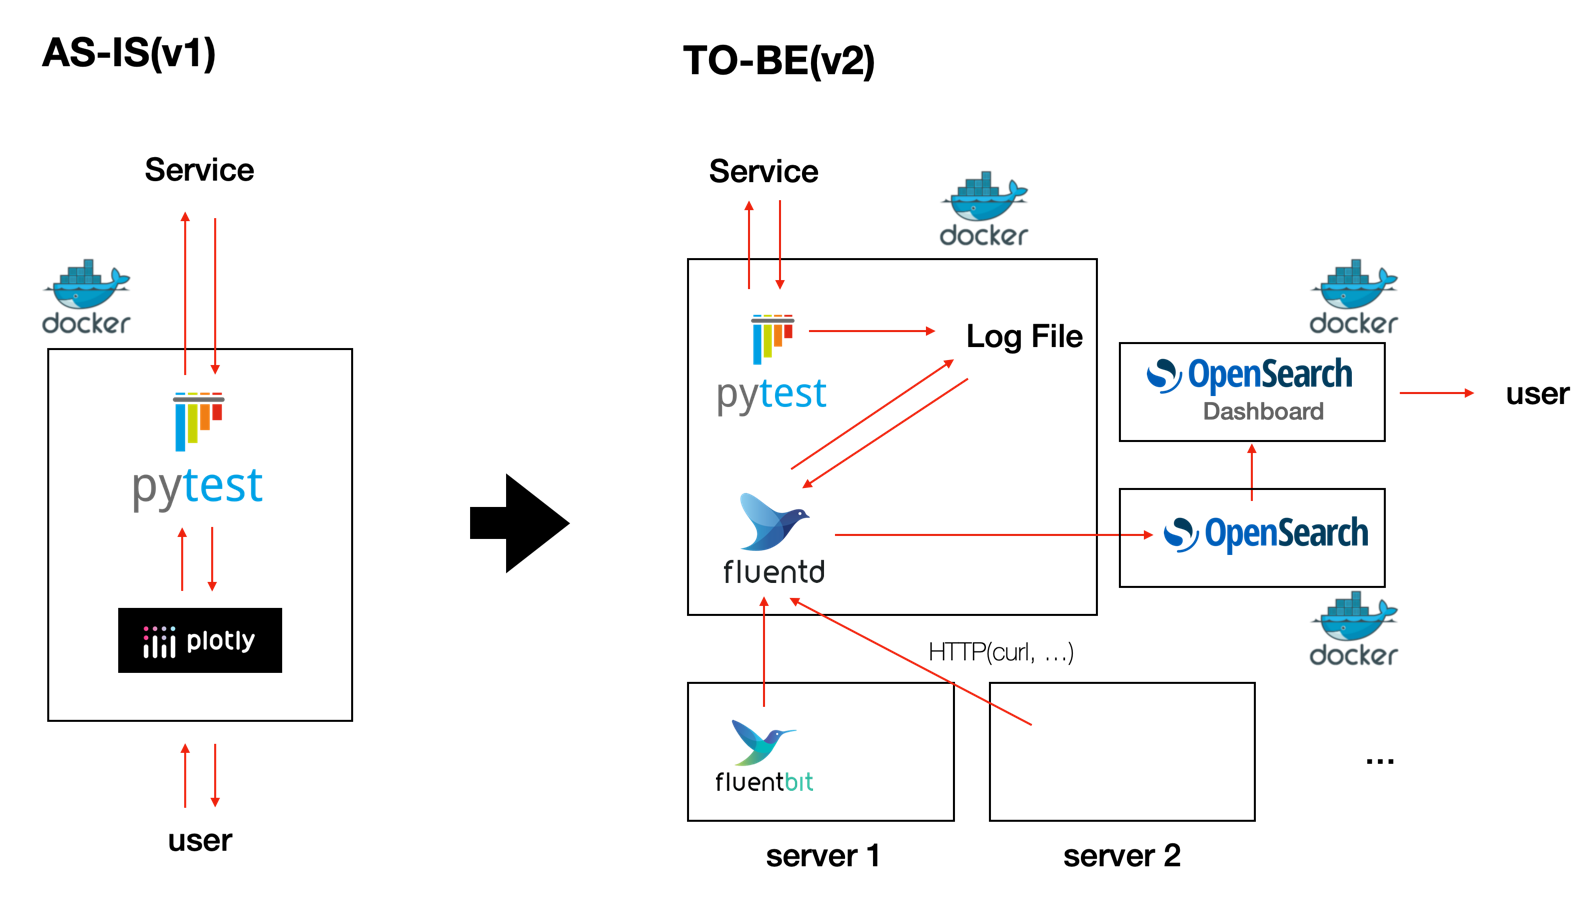 AS-IS(v1)
Service
docker
pytest
plotly
user
TO-BE(v2)
Service
docker
pytest
Log File
fluentd
docker
OpenSearch
Dashboard
user
OpenSearch
docker
HTTP(curl, ...)
fluentbit
server 1
server 2
...